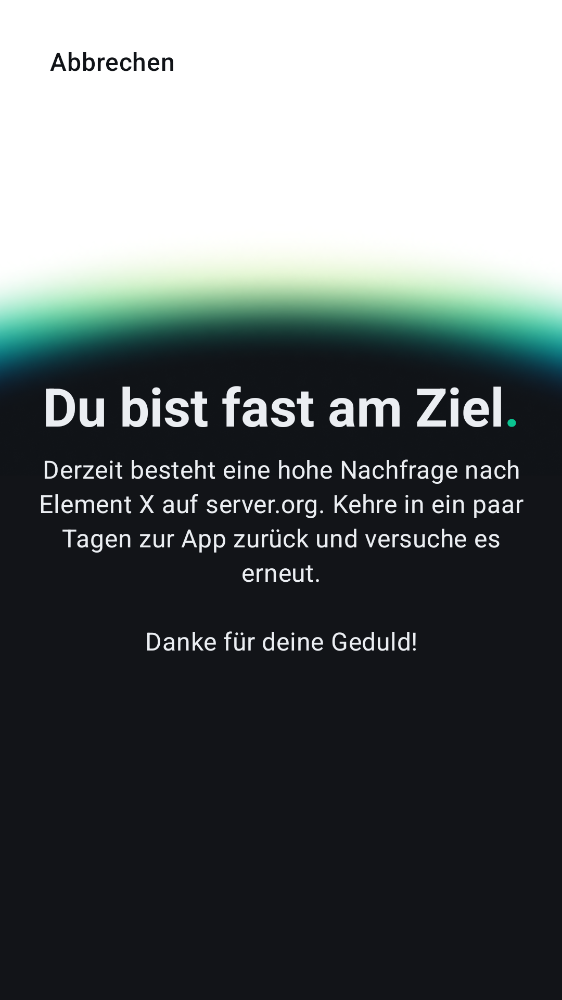 Abbrechen
Du bist fast am Ziel.
Derzeit besteht eine hohe Nachfrage nach
Element X auf server.org. Kehre in ein paar
Tagen zur App zurück und versuche es
erneut.
Danke für deine Geduld!